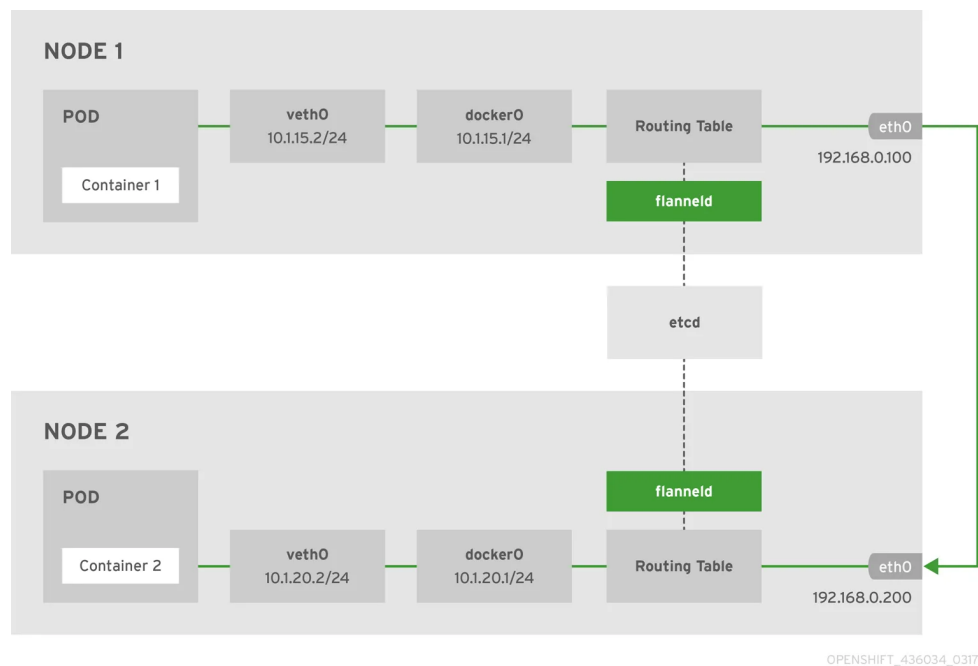 NODE 1
POD
Container 1
veth0
10.1.15.2/24
docker0
10.1.15.1/24
Routing Table
eth0
192.168.0.100
flanneld
etcd
NODE 2
POD
Container 2
veth0
10.1.20.2/24
docker0
10.1.20.1/24
flanneld
Routing Table
eth0
192.168.0.200
OPENSHIFT_436034_0317